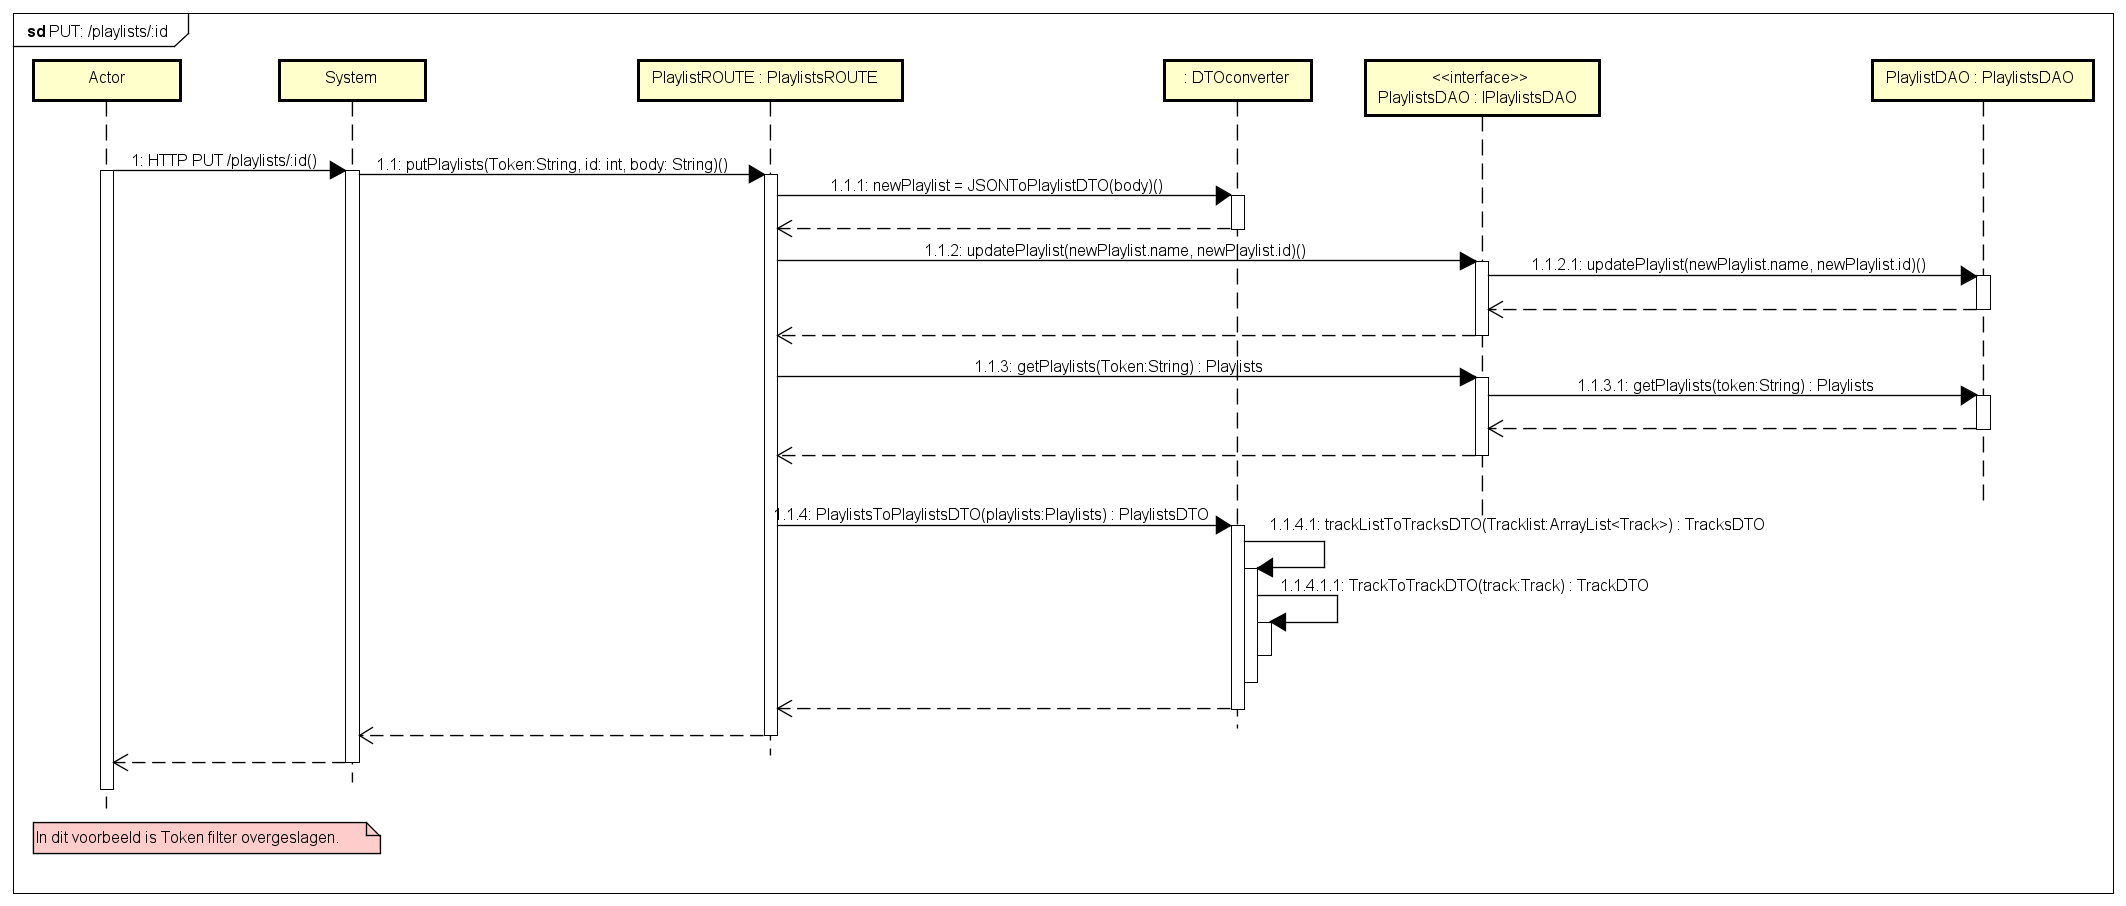 sd PUT: /playlists/:id
Actor
System
PlaylistROUTE : PlaylistsROUTE
: DTOconverter
<<interface>>
PlaylistsDAO : IPlaylistsDAO
PlaylistDAO : PlaylistsDAO
1: HTTP PUT /playlists/:id()
1.1: putPlaylists(Token:String, id: int, body: String)()
1.1.1: newPlaylist = JSONToPlaylistDTO(body)()
1.1.2: updatePlaylist(newPlaylist.name, newPlaylist.id)()
1.1.2.1: updatePlaylist(newPlaylist.name, newPlaylist.id)()
1.1.3: getPlaylists(Token:String) : Playlists
1.1.3.1: getPlaylists(token:String) : Playlists
1.1.4: PlaylistsToPlaylistsDTO(playlists:Playlists) : PlaylistsDTO
1.1.4.1: trackListToTracksDTO(Tracklist:ArrayList<Track>) : TracksDTO
1.1.4.1.1: TrackToTrackDTO(track:Track) : TrackDTO
In dit voorbeeld is Token filter overgeslagen.